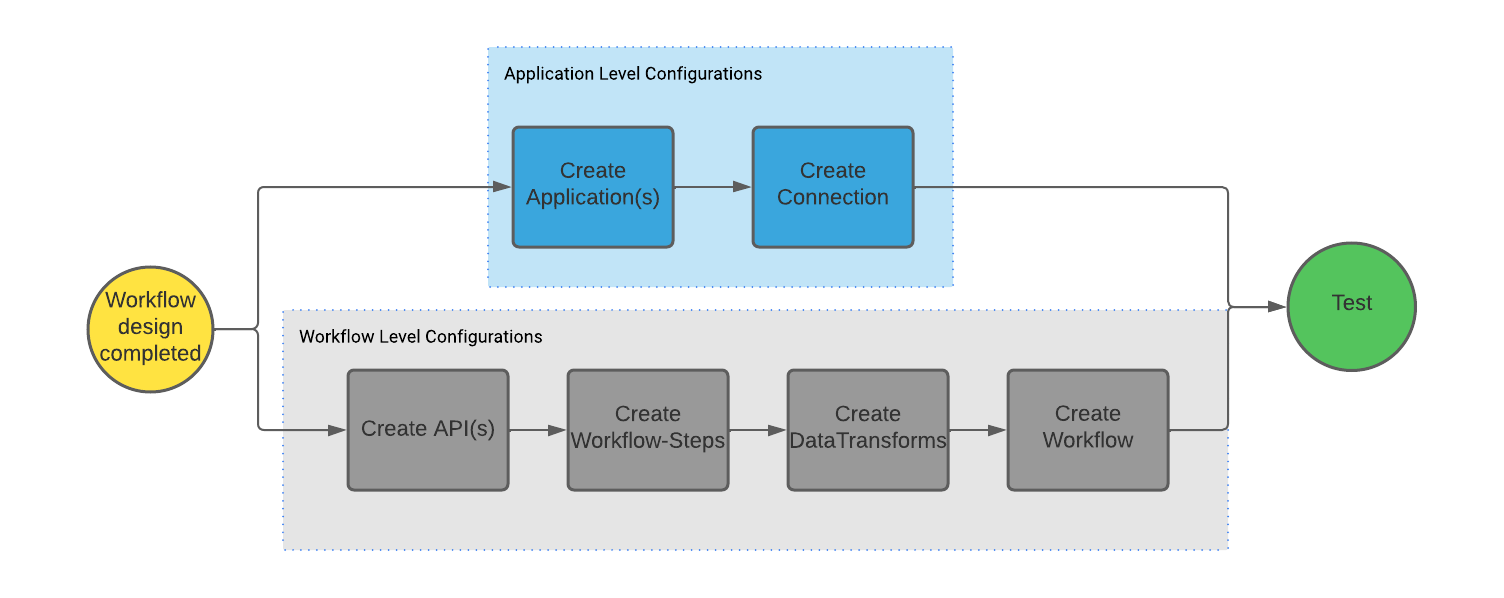 Application Level Configurations
Create
Application(s)
Create
Connection
Workflow
design
completed
Test
Workflow Level Configurations
Create API(s)
Create
Workflow-Steps
Create
DataTransforms
Create
Workflow